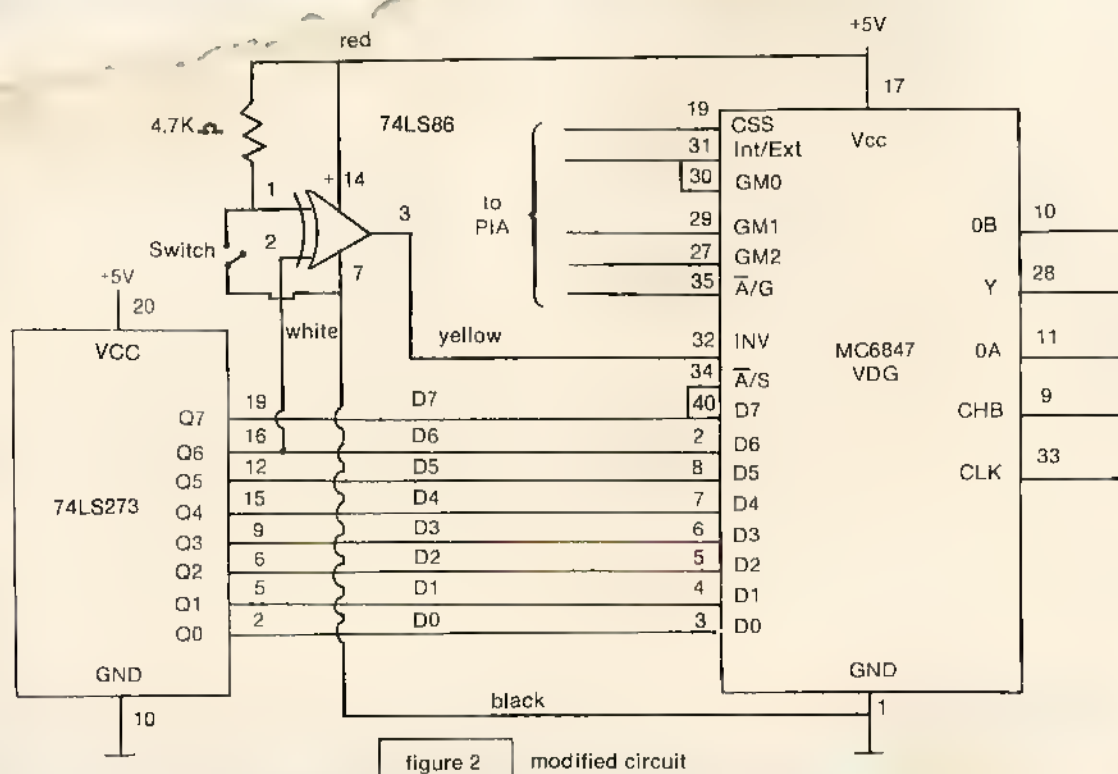 +5V
red
17
4.7K Ω
74LS86
19
CSS
Vcc
31
Int/Ext
30
GM0
1
+ 14
to
PIA
3
29
GM1
0B
10
2
27
GM2
Switch
7
35
A̅/G
Y
28
+5V
20
white
yellow
32
INV
MC6847
VDG
0A
11
VCC
34
A̅/S
Q7
19
D7
40
D7
CHB
9
Q6
16
D6
2
D6
Q5
12
D5
8
D5
CLK
33
74LS273
Q4
15
D4
7
D4
Q3
9
D3
6
D3
Q2
6
D2
5
D2
Q1
5
D1
4
D1
Q0
2
D0
3
D0
GND
GND
10
black
1
figure 2 modified circuit